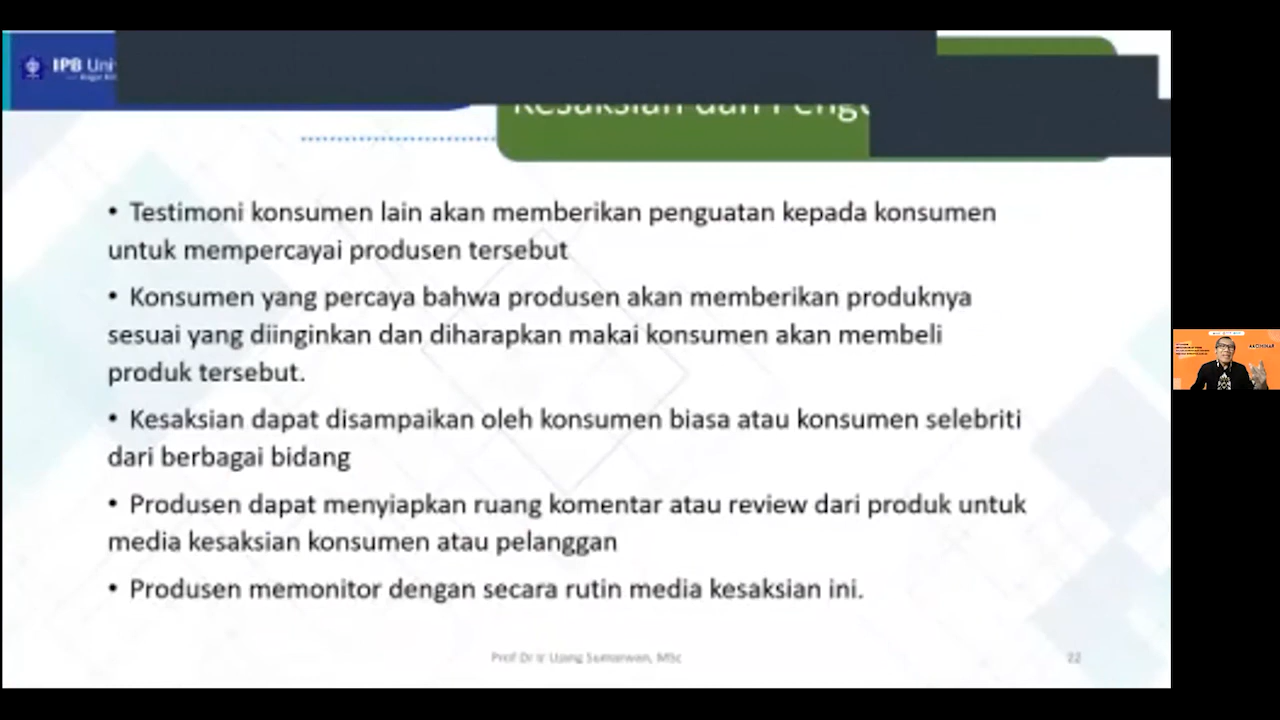 IPB Uni
Kesaksian dan Peng
• Testimoni konsumen lain akan memberikan penguatan kepada konsumen
untuk mempercayai produsen tersebut
• Konsumen yang percaya bahwa produsen akan memberikan produknya
sesuai yang diinginkan dan diharapkan makai konsumen akan membeli
produk tersebut.
• Kesaksian dapat disampaikan oleh konsumen biasa atau konsumen selebriti
dari berbagai bidang
• Produsen dapat menyiapkan ruang komentar atau review dari produk untuk
media kesaksian konsumen atau pelanggan
• Produsen memonitor dengan secara rutin media kesaksian ini.
Prof Dr Ir Ujang Sumarwan, MSc
22